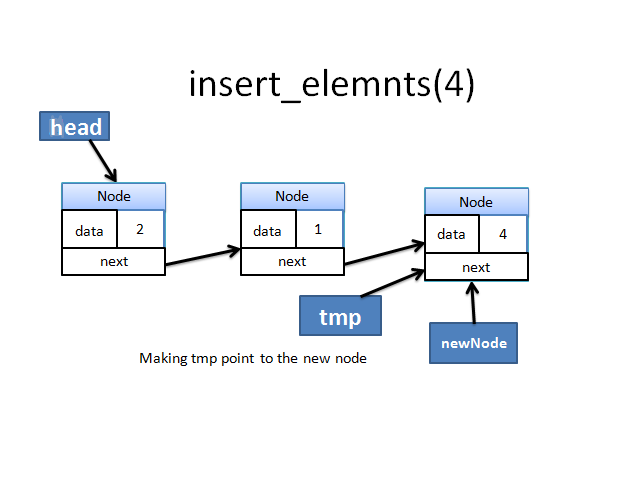 insert_elemnts(4)
head
Node
data 2
next
Node
data 1
next
Node
data 4
next
tmp
newNode
Making tmp point to the new node